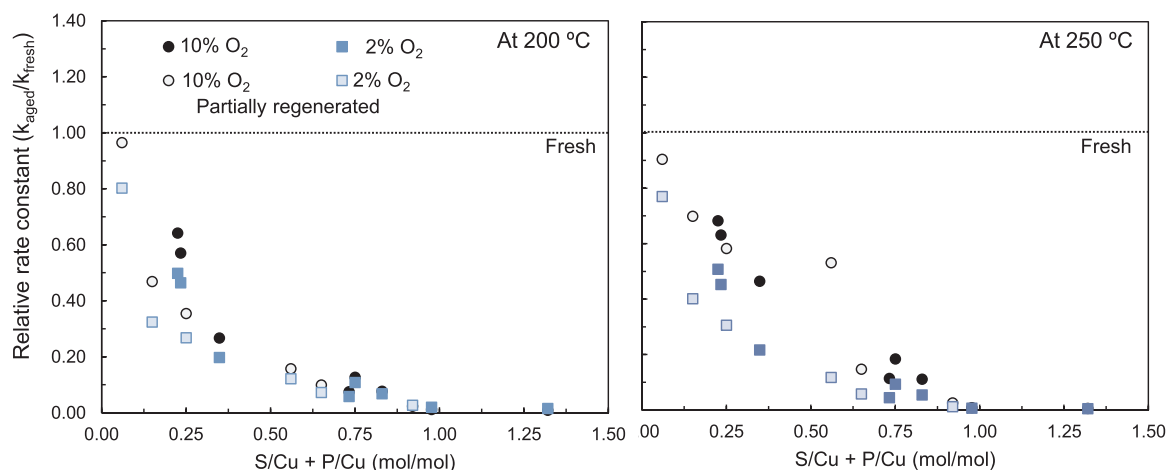 1.40
1.20
1.00
0.80
0.60
0.40
0.20
0.00
Relative rate constant (k_aged/k_fresh)
10% O₂
2% O₂
10% O₂
2% O₂
Partially regenerated
At 200 ºC
Fresh
0.00
0.25
0.50
0.75
1.00
1.25
1.50
S/Cu + P/Cu (mol/mol)
At 250 ºC
Fresh
00
0.25
0.50
0.75
1.00
1.25
1.50
S/Cu + P/Cu (mol/mol)